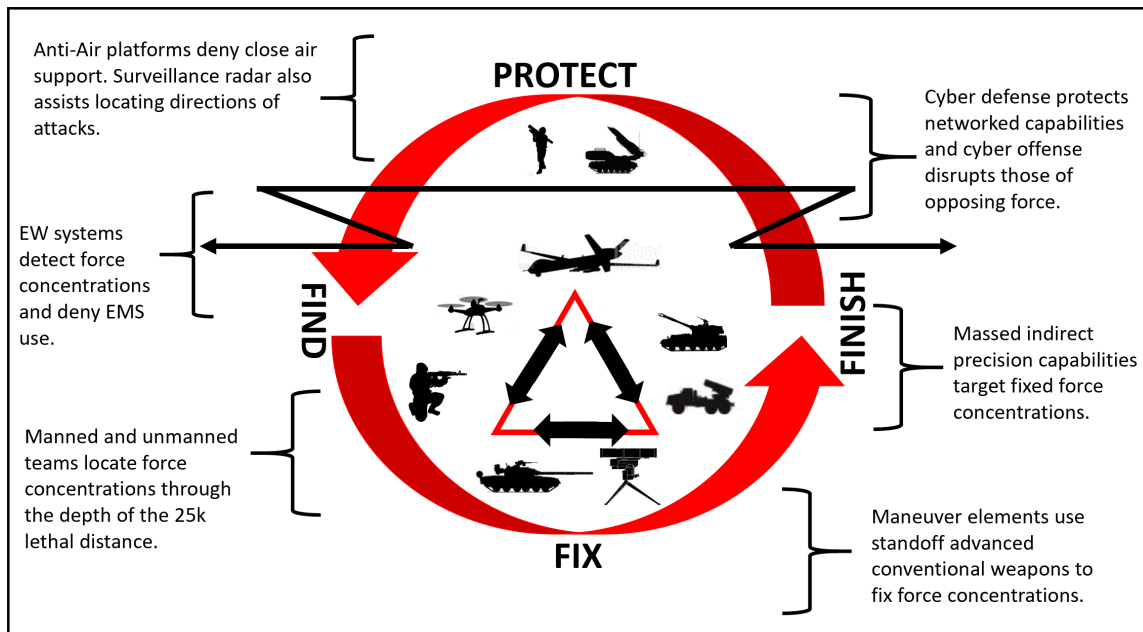 Anti-Air platforms deny close air
support. Surveillance radar also
assists locating directions of
attacks.
PROTECT
Cyber defense protects
networked capabilities
and cyber offense
disrupts those of
opposing force.
EW systems
detect force
concentrations
and deny EMS
use.
FIND
FINISH
Massed indirect
precision capabilities
target fixed force
concentrations.
Manned and unmanned
teams locate force
concentrations through
the depth of the 25k
lethal distance.
FIX
Maneuver elements use
standoff advanced
conventional weapons to
fix force concentrations.